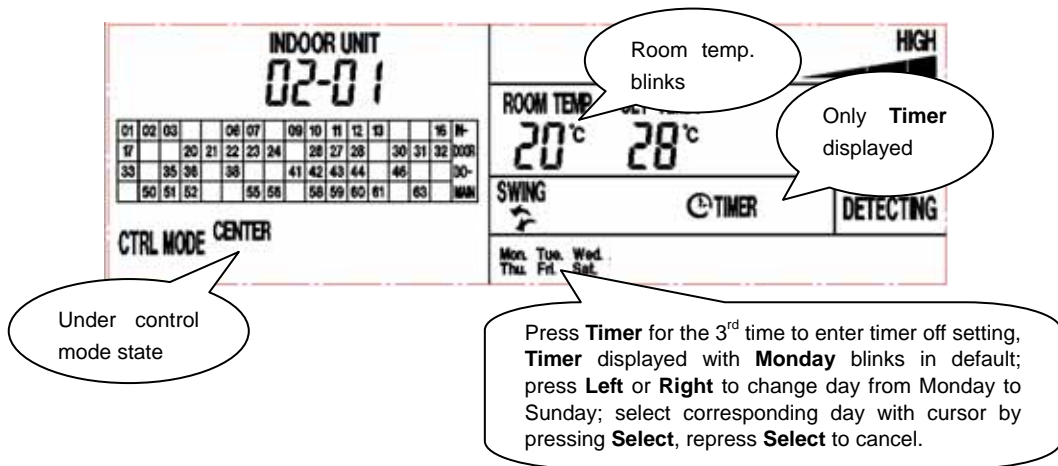 INDOOR UNIT
02-01
01 02 03 06 07 09 10 11 12 13 16 IN-
17 20 21 22 23 24 26 27 28 30 31 32 DOOR
33 35 36 38 41 42 43 44 46 DO-
50 51 52 55 56 58 59 60 61 63 MAIN
CTRL MODE CENTER
Under control
mode state
HIGH
Room temp.
blinks
ROOM TEMP
20°C 28°C
Only Timer
displayed
SWING
TIMER
DETECTING
Mon. Tue. Wed.
Thu. Fri. Sat.
Press Timer for the 3rd time to enter timer off setting,
Timer displayed with Monday blinks in default;
press Left or Right to change day from Monday to
Sunday; select corresponding day with cursor by
pressing Select, repress Select to cancel.